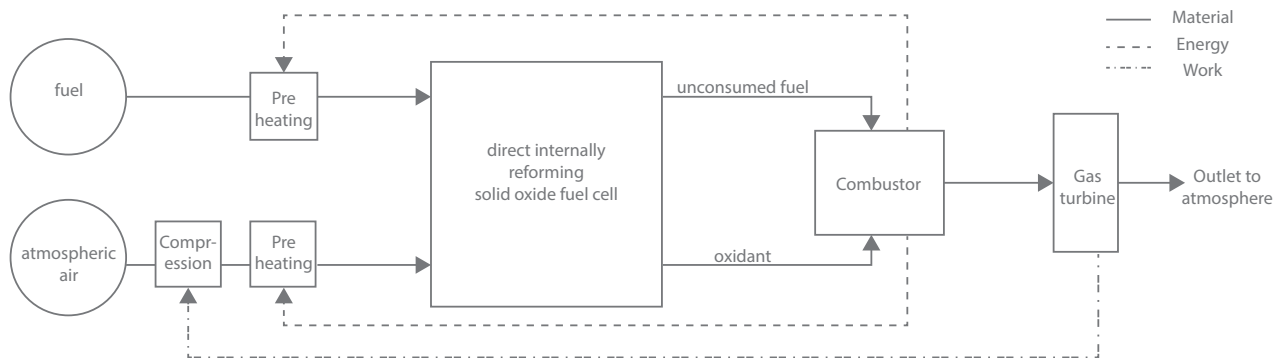 Material
Energy
Work
fuel
Pre
heating
unconsumed fuel
direct internally
reforming
solid oxide fuel cell
Combustor
Gas
turbine
Outlet to
atmosphere
atmospheric
air
Compr-
ession
Pre
heating
oxidant